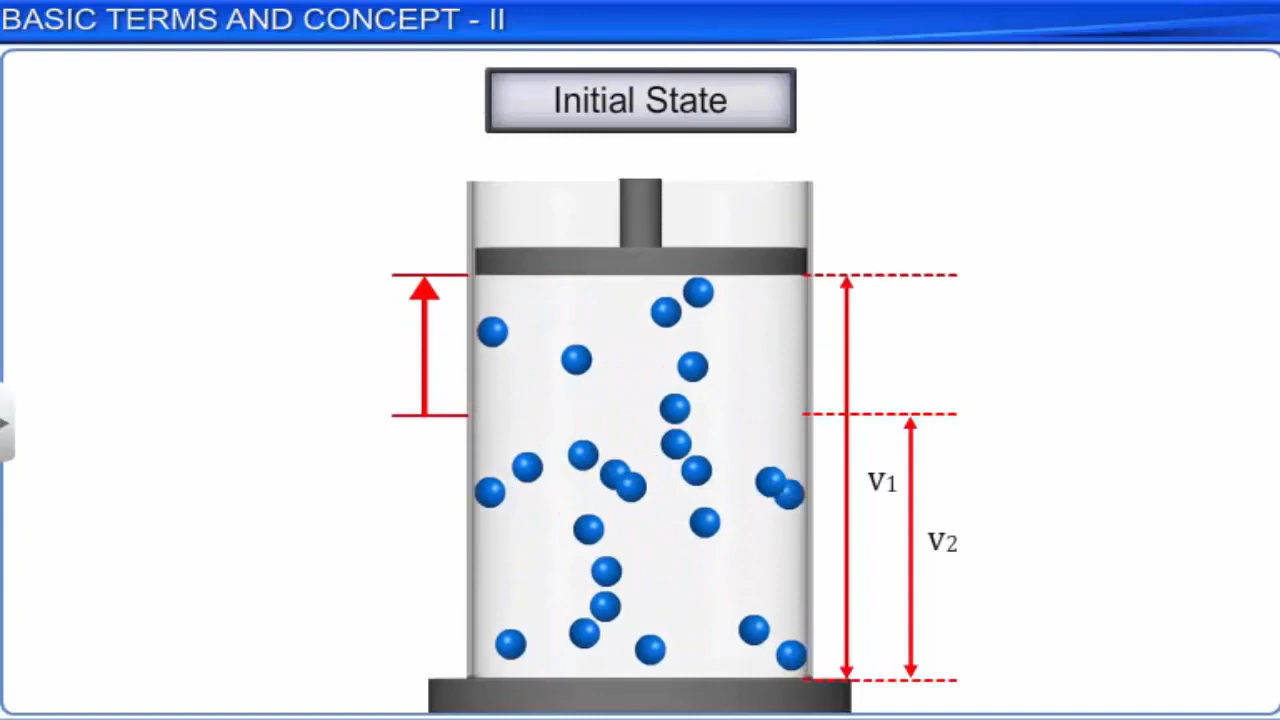 BASIC TERMS AND CONCEPT - II
Initial State
v1
v2